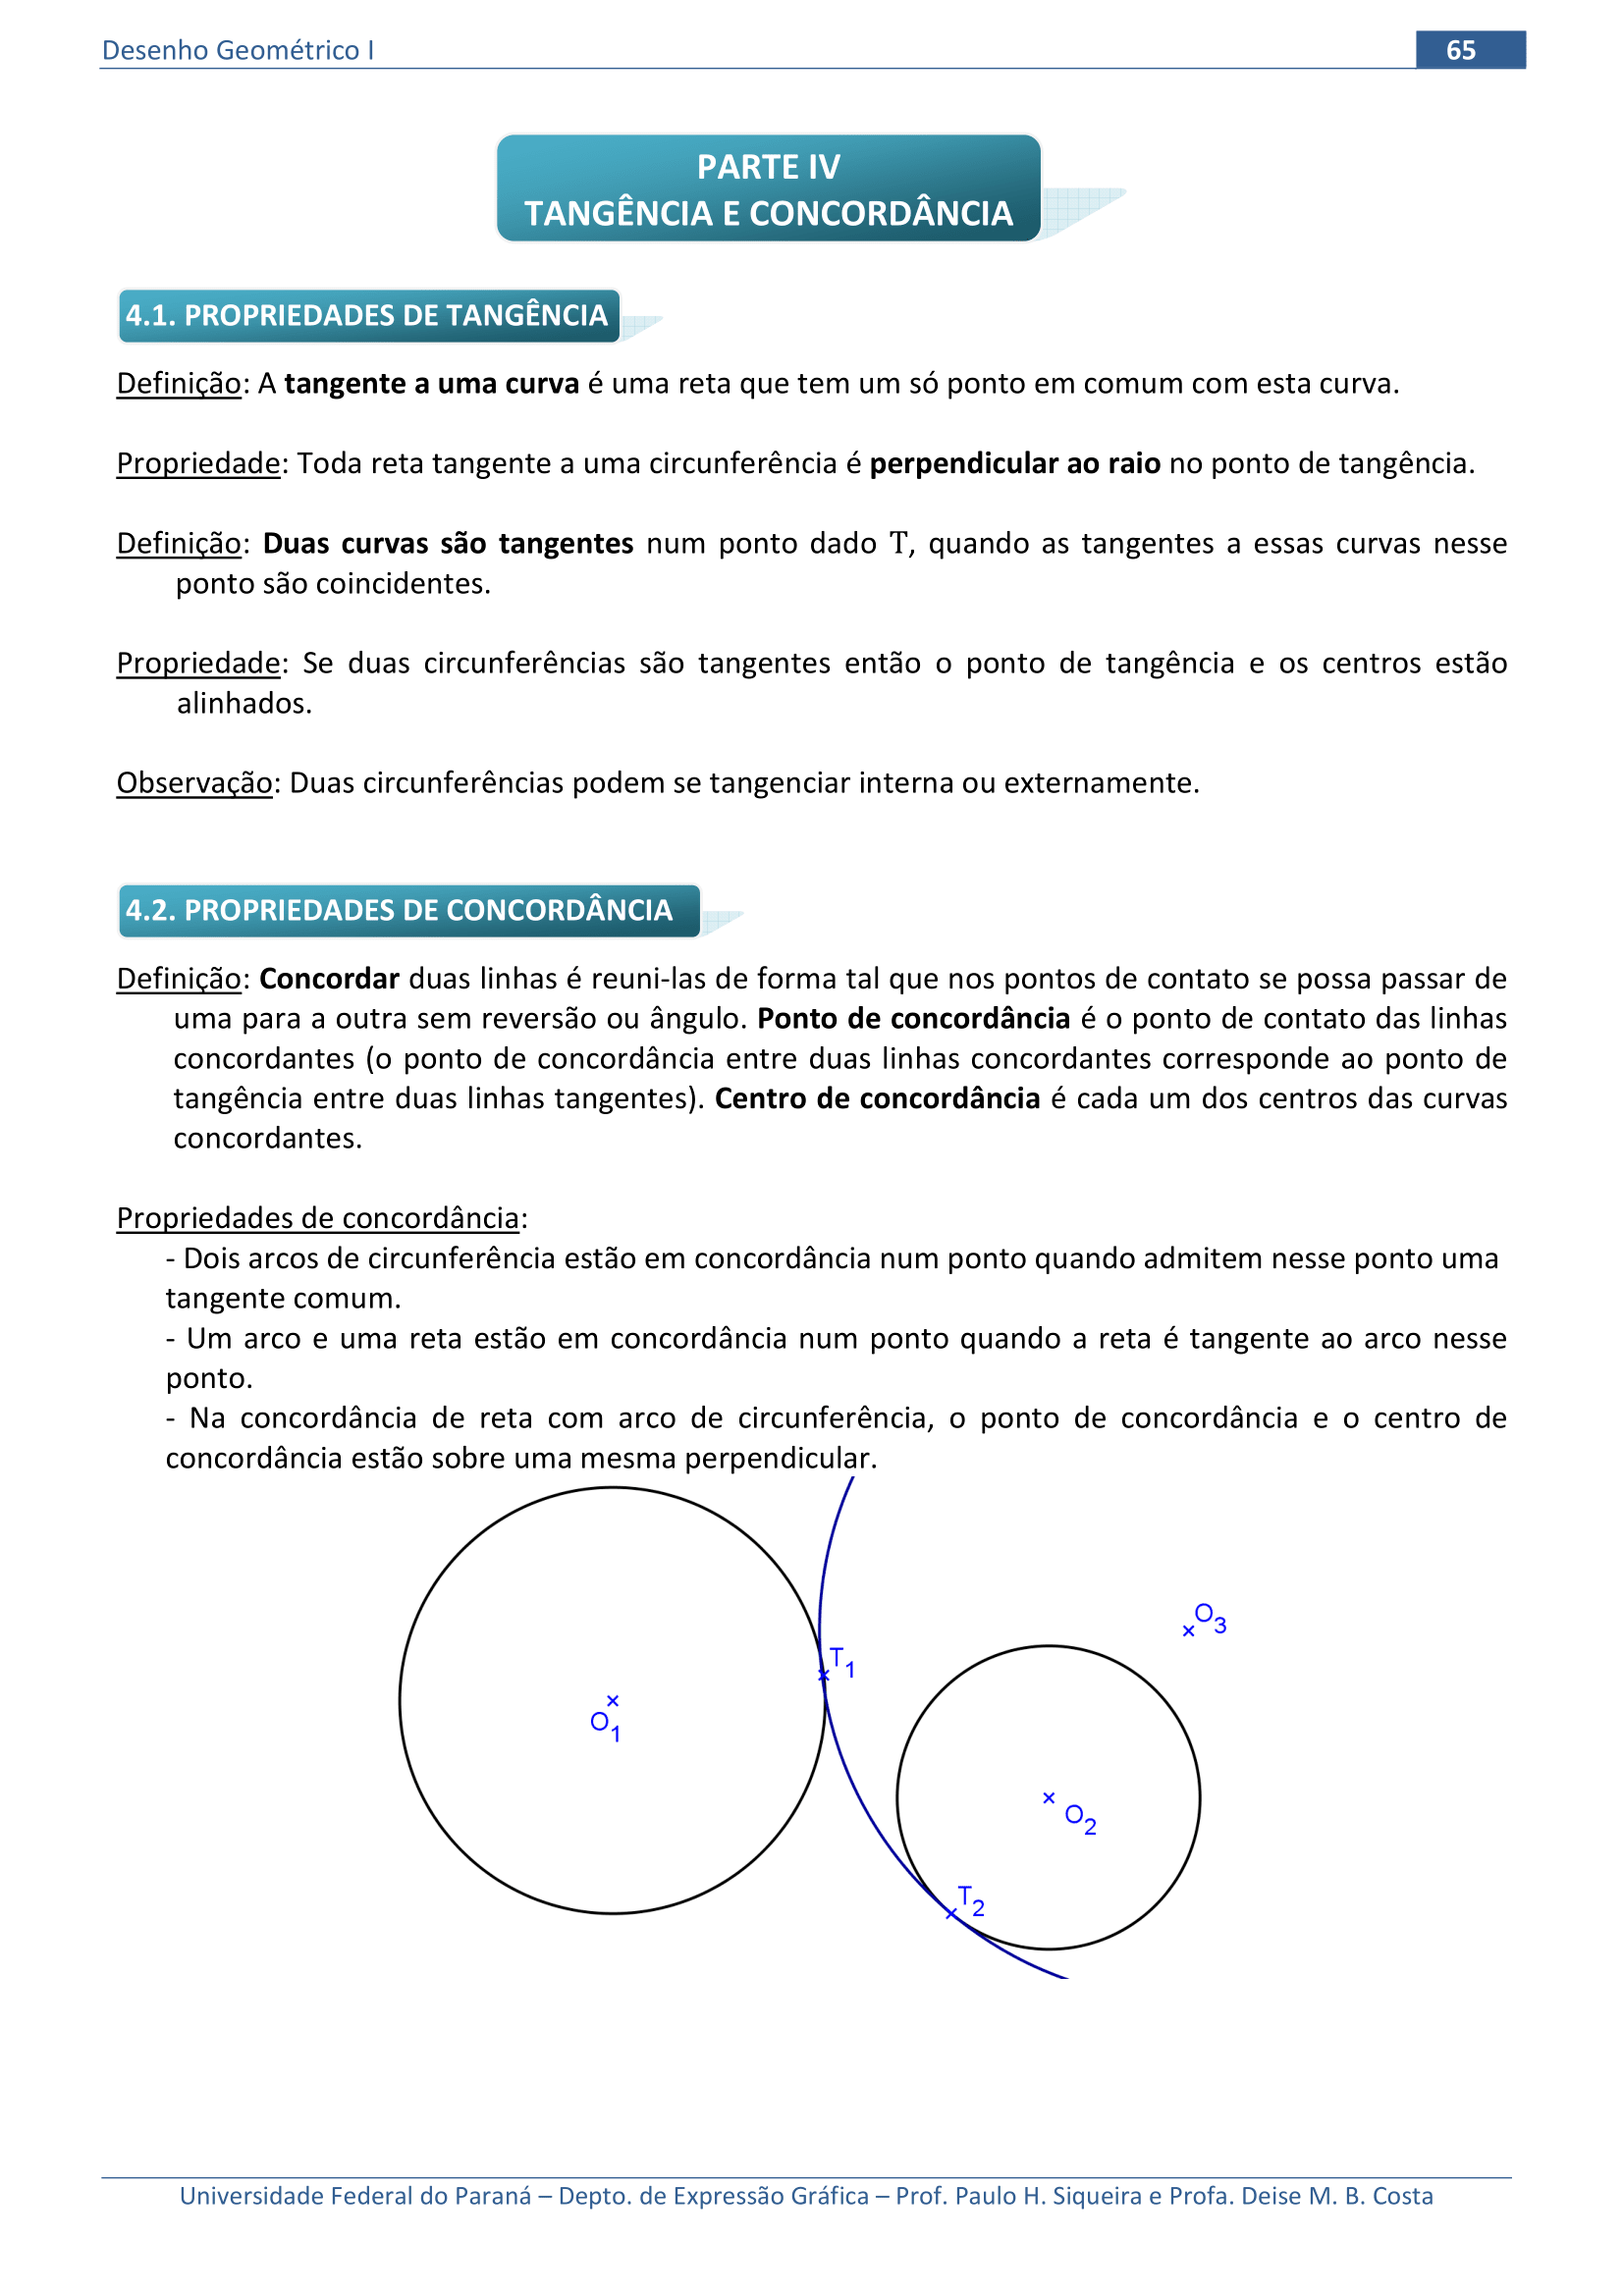 Desenho Geométrico I
65
PARTE IV
TANGÊNCIA E CONCORDÂNCIA
4.1. PROPRIEDADES DE TANGÊNCIA
Definição: A tangente a uma curva é uma reta que tem um só ponto em comum com esta curva.
Propriedade: Toda reta tangente a uma circunferência é perpendicular ao raio no ponto de tangência.
Definição: Duas curvas são tangentes num ponto dado T, quando as tangentes a essas curvas nesse
ponto são coincidentes.
Propriedade: Se duas circunferências são tangentes então o ponto de tangência e os centros estão
alinhados.
Observação: Duas circunferências podem se tangenciar interna ou externamente.
4.2. PROPRIEDADES DE CONCORDÂNCIA
Definição: Concordar duas linhas é reuni-las de forma tal que nos pontos de contato se possa passar de
uma para a outra sem reversão ou ângulo. Ponto de concordância é o ponto de contato das linhas
concordantes (o ponto de concordância entre duas linhas concordantes corresponde ao ponto de
tangência entre duas linhas tangentes). Centro de concordância é cada um dos centros das curvas
concordantes.
Propriedades de concordância:
- Dois arcos de circunferência estão em concordância num ponto quando admitem nesse ponto uma
tangente comum.
- Um arco e uma reta estão em concordância num ponto quando a reta é tangente ao arco nesse
ponto.
- Na concordância de reta com arco de circunferência, o ponto de concordância e o centro de
concordância estão sobre uma mesma perpendicular.
O3
T1
O1
O2
T2
Universidade Federal do Paraná – Depto. de Expressão Gráfica – Prof. Paulo H. Siqueira e Profa. Deise M. B. Costa